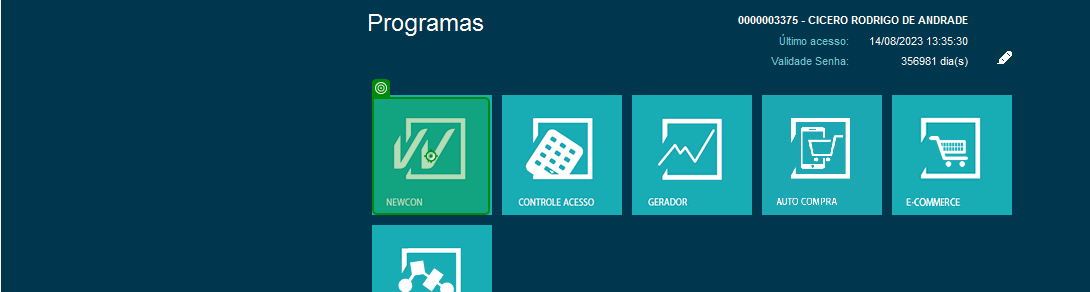 Programas
0000003375 - CICERO RODRIGO DE ANDRADE
Último acesso: 14/08/2023 13:35:30
Validade Senha: 356981 dia(s)
NEWCON
CONTROLE ACESSO
GERADOR
AUTO COMPRA
E-COMMERCE